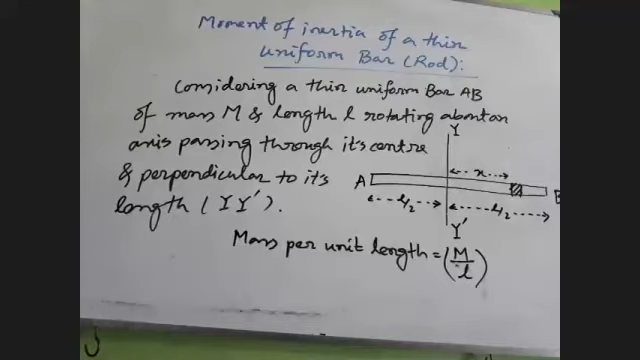 Moment of inertia of a thin
uniform Bar (Rod):
Considering a thin uniform Bar AB
of mass M & length l rotating about an
axis passing through it's centre
& perpendicular to it's
length (YY').
Y
x
A
B
l/2
l/2
Y'
Mass per unit length = (M/l)